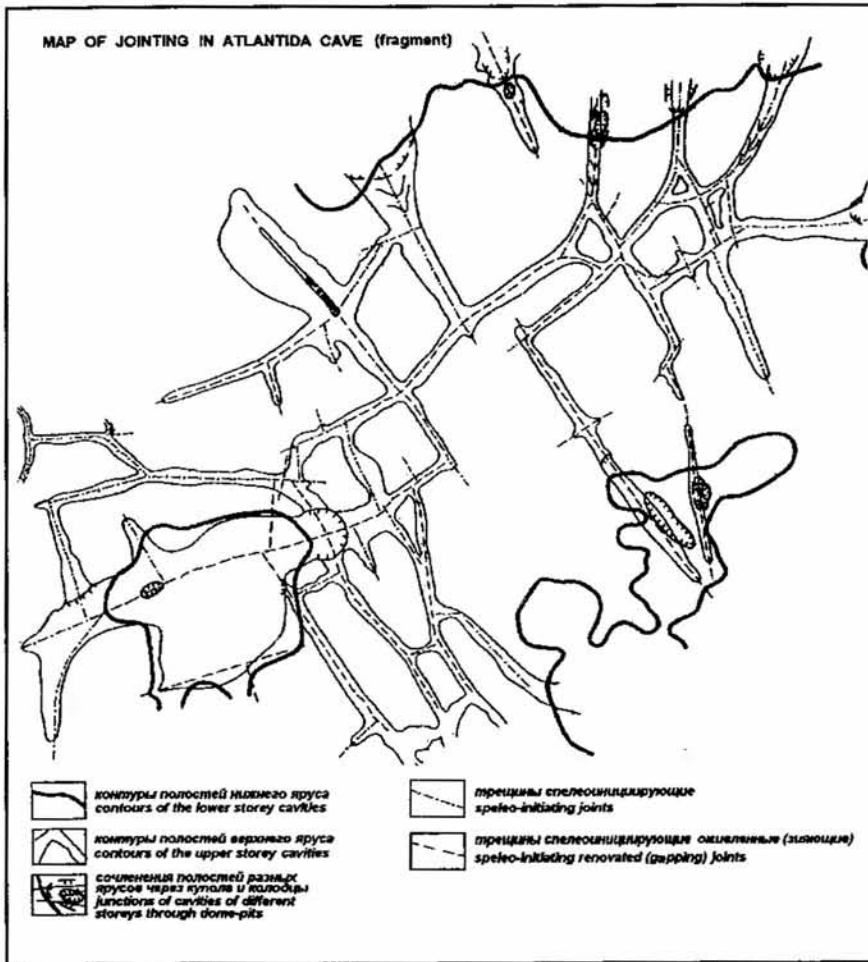 MAP OF JOINTING IN ATLANTIDA CAVE (fragment)
контуры полостей нижнего яруса
contours of the lower storey cavities
контуры полостей верхнего яруса
contours of the upper storey cavities
сочленения полостей разных
ярусов через купола и колодцы
junctions of cavities of different
storeys through dome-pits
трещины спелеоинициирующие
speleo-initiating joints
трещины спелеоинициирующие оживленные (зияющие)
speleo-initiating renovated (gapping) joints